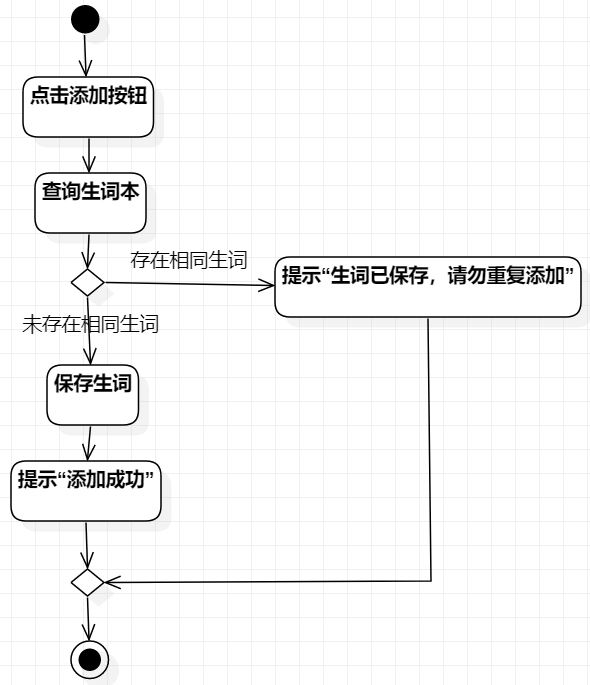 点击添加按钮
查询生词本
存在相同生词
提示“生词已保存，请勿重复添加”
未存在相同生词
保存生词
提示“添加成功”